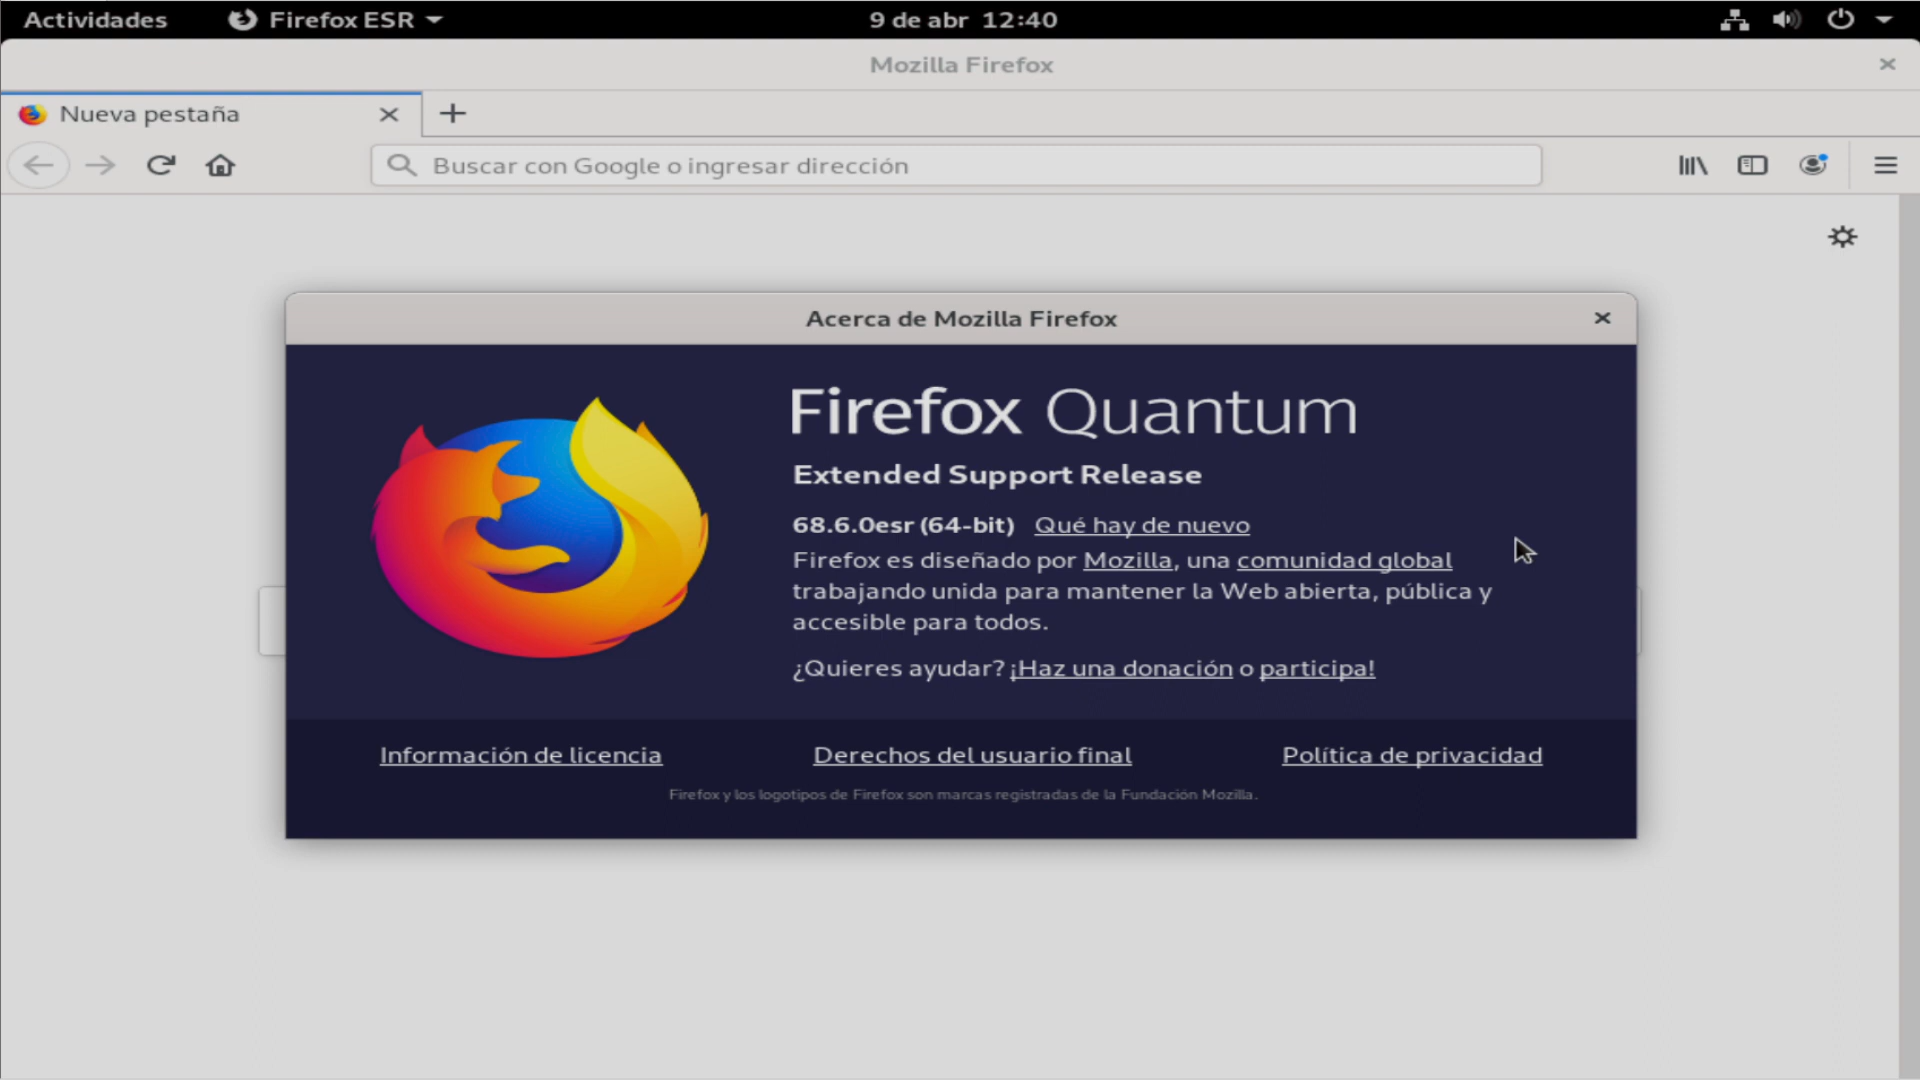 Actividades
Firefox ESR
9 de abr 12:40
Mozilla Firefox
Nueva pestaña
Buscar con Google o ingresar dirección
Acerca de Mozilla Firefox
Firefox Quantum
Extended Support Release
68.6.0esr (64-bit) Qué hay de nuevo
Firefox es diseñado por Mozilla, una comunidad global
trabajando unida para mantener la Web abierta, pública y
accesible para todos.
¿Quieres ayudar? ¡Haz una donación o participa!
Información de licencia
Derechos del usuario final
Política de privacidad
Firefox y los logotipos de Firefox son marcas registradas de la Fundación Mozilla.